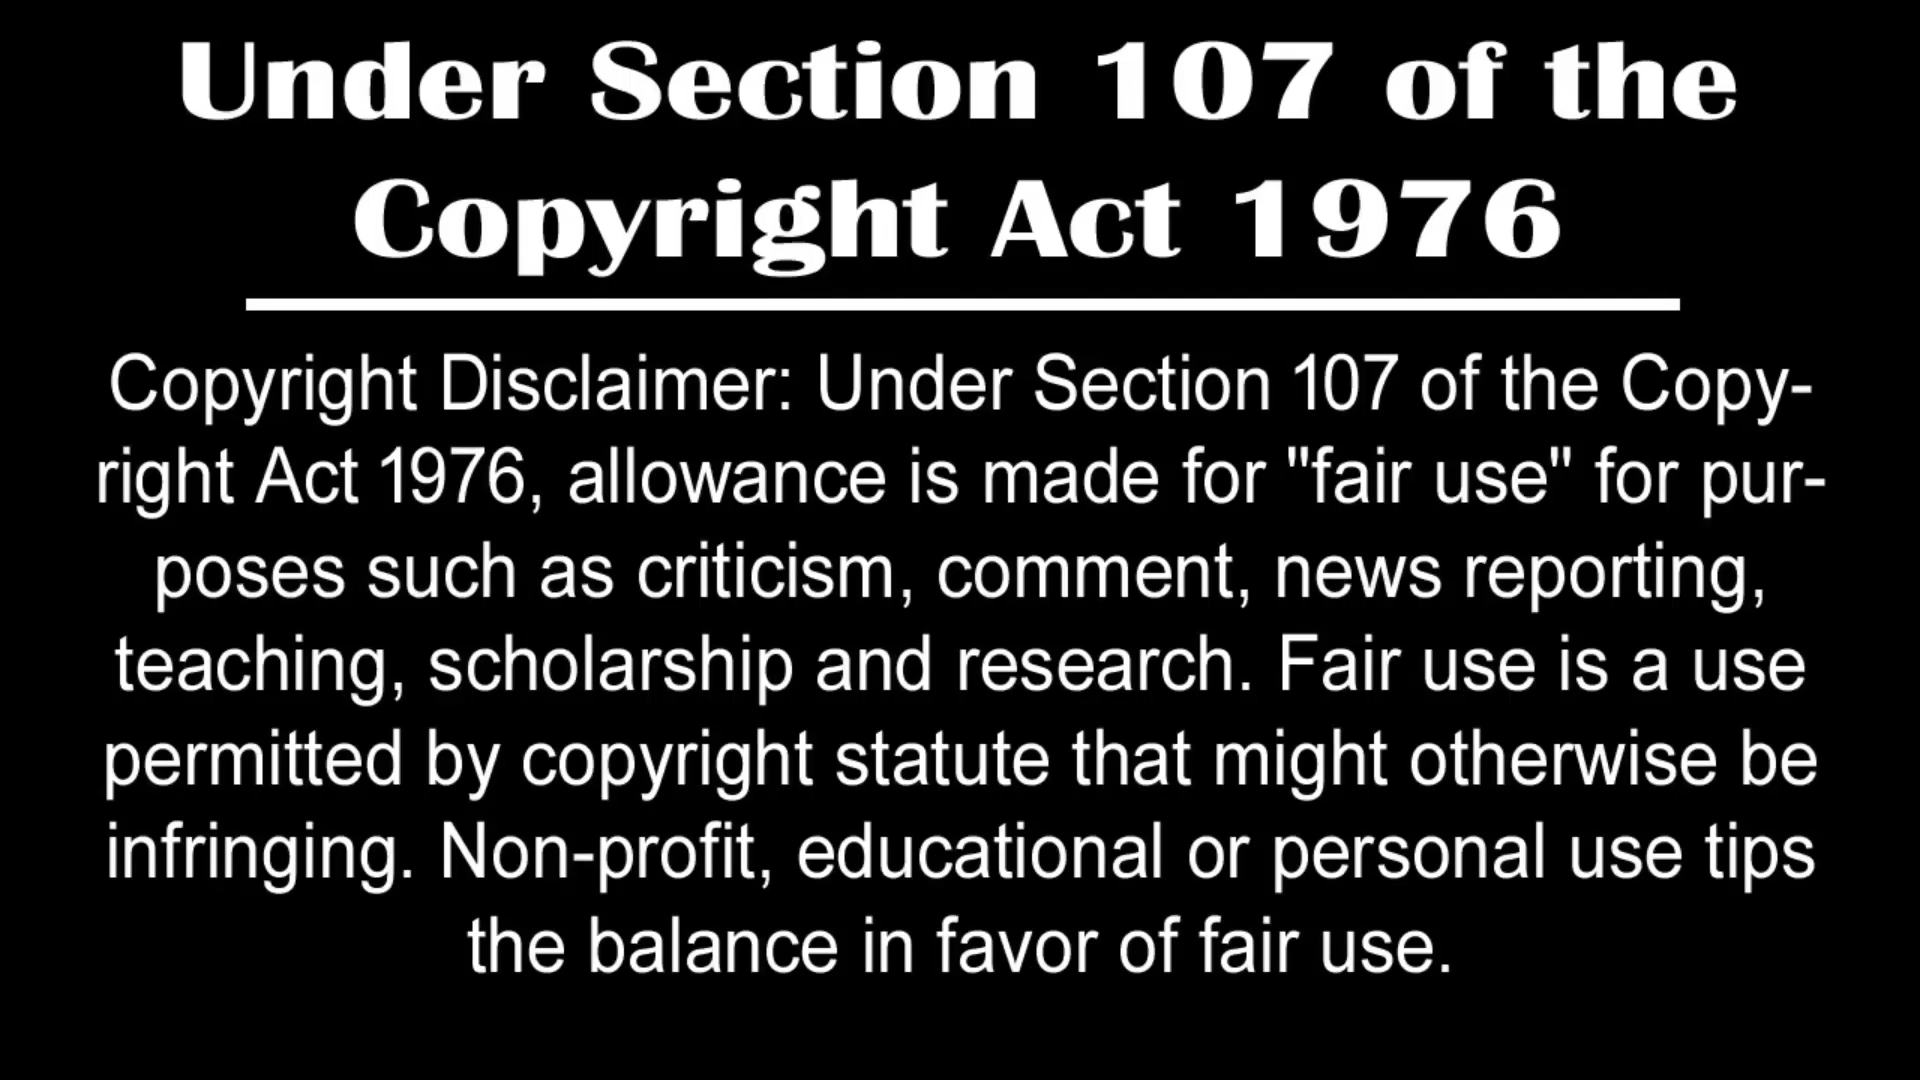 Under Section 107 of the
Copyright Act 1976
Copyright Disclaimer: Under Section 107 of the Copy-
right Act 1976, allowance is made for "fair use" for pur-
poses such as criticism, comment, news reporting,
teaching, scholarship and research. Fair use is a use
permitted by copyright statute that might otherwise be
infringing. Non-profit, educational or personal use tips
the balance in favor of fair use.